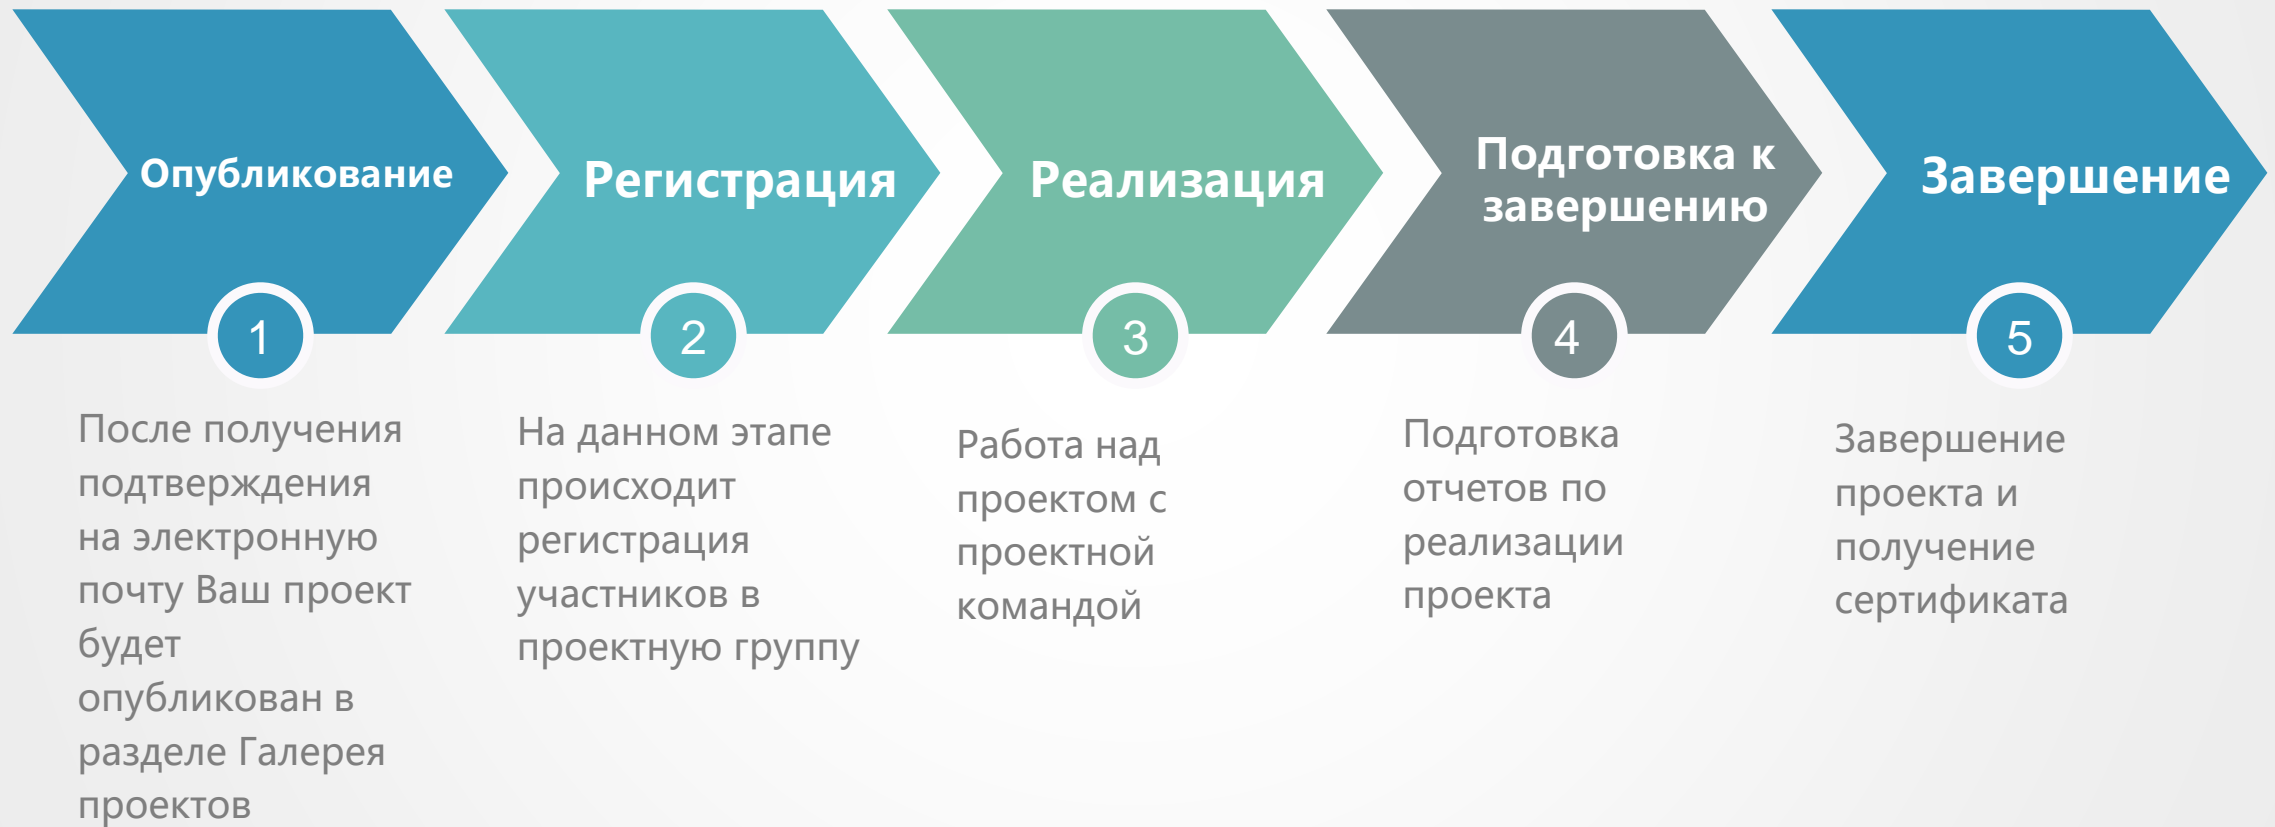 Опубликование
Регистрация
Реализация
Подготовка к
завершению
Завершение
1
2
3
4
5
После получения
подтверждения
на электронную
почту Ваш проект
будет
опубликован в
разделе Галерея
проектов
На данном этапе
происходит
регистрация
участников в
проектную группу
Работа над
проектом с
проектной
командой
Подготовка
отчетов по
реализации
проекта
Завершение
проекта и
получение
сертификата